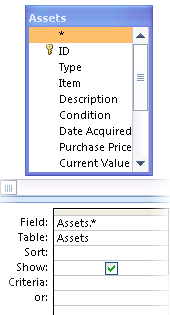 Assets
*
ID
Type
Item
Description
Condition
Date Acquired
Purchase Price
Current Value
Field: Assets.*
Table: Assets
Sort:
Show:
Criteria:
or: